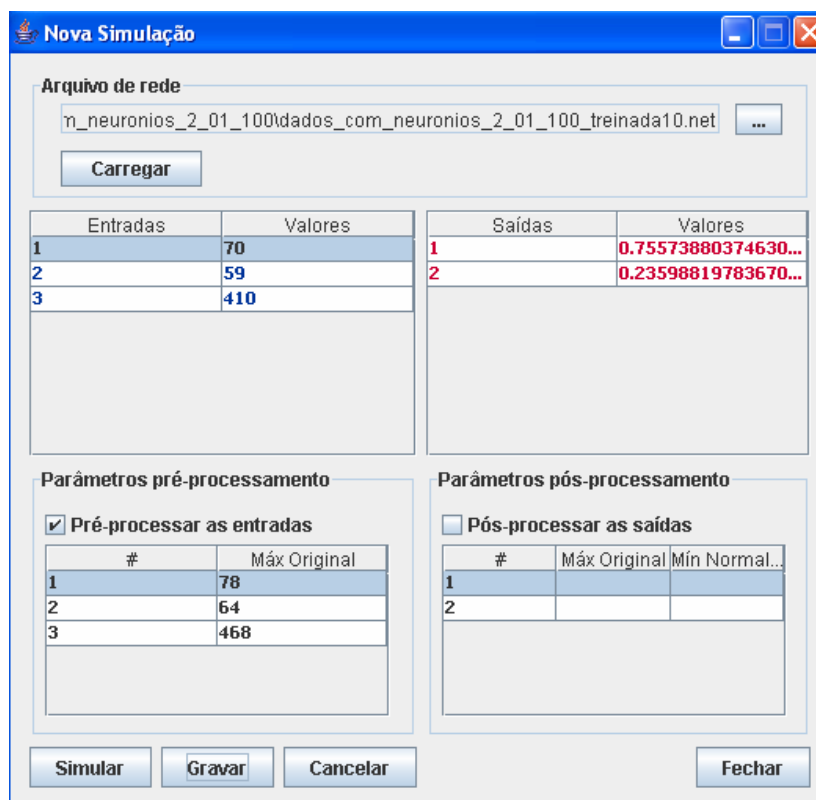 Nova Simulação
Arquivo de rede
n_neuronios_2_01_100\dados_com_neuronios_2_01_100_treinada10.net ...
Carregar
Entradas Valores Saídas Valores
1 70 1 0.75573880374630...
2 59 2 0.23598819783670...
3 410
Parâmetros pré-processamento Parâmetros pós-processamento
Pré-processar as entradas Pós-processar as saídas
# Máx Original # Máx Original Mín Normal...
1 78 1
2 64 2
3 468
Simular Gravar Cancelar Fechar